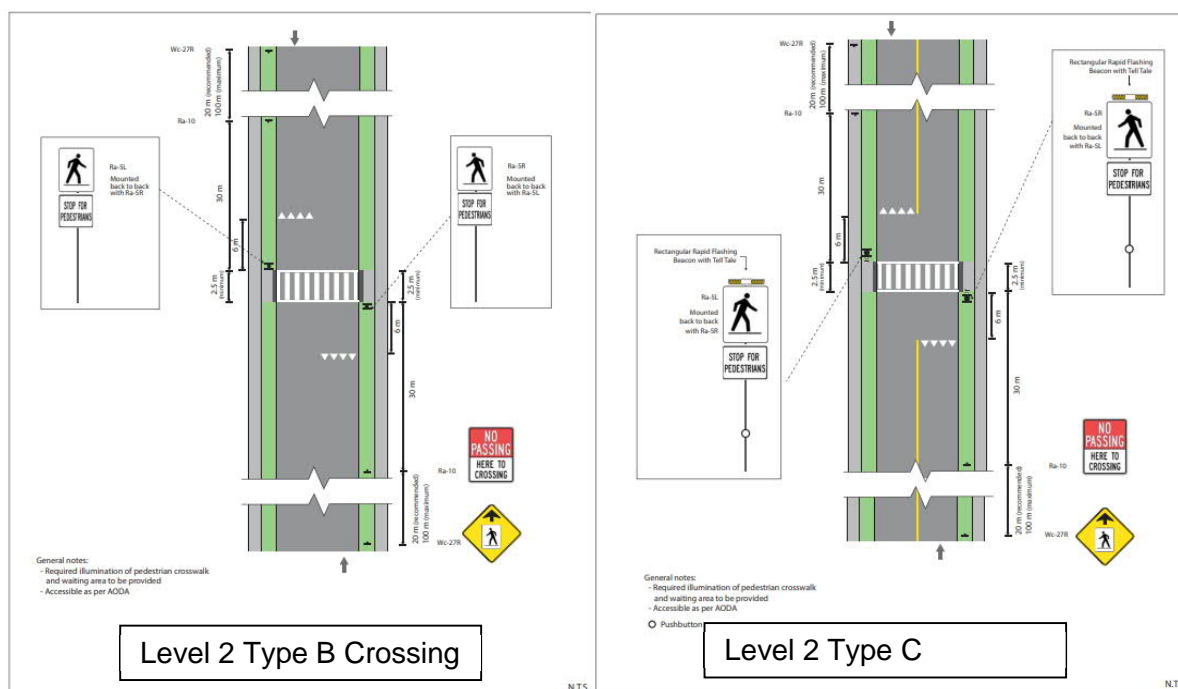 Wc-27R
20 m (recommended)
100 m (maximum)
Ra-10
30 m
6 m
2.5 m
(minimum)
Ra-5L
Mounted
back to back
with Ra-5R
STOP FOR
PEDESTRIANS
Ra-5R
Mounted
back to back
with Ra-5L
STOP FOR
PEDESTRIANS
2.5 m
(minimum)
6 m
30 m
Ra-10
NO
PASSING
HERE TO
CROSSING
20 m (recommended)
100 m (maximum)
Wc-27R
General notes:
- Required illumination of pedestrian crosswalk
and waiting area to be provided
- Accessible as per AODA
Level 2 Type B Crossing
N.T.S
Wc-27R
20 m (recommended)
100 m (maximum)
Ra-10
30 m
6 m
2.5 m
(minimum)
Rectangular Rapid Flashing
Beacon with Tell Tale
Ra-5R
Mounted
back to back
with Ra-5L
STOP FOR
PEDESTRIANS
Rectangular Rapid Flashing
Beacon with Tell Tale
Ra-5L
Mounted
back to back
with Ra-5R
STOP FOR
PEDESTRIANS
2.5 m
(minimum)
6 m
30 m
Ra-10
NO
PASSING
HERE TO
CROSSING
20 m (recommended)
100 m (maximum)
Wc-27R
General notes:
- Required illumination of pedestrian crosswalk
and waiting area to be provided
- Accessible as per AODA
Pushbutton
Level 2 Type C
N.T